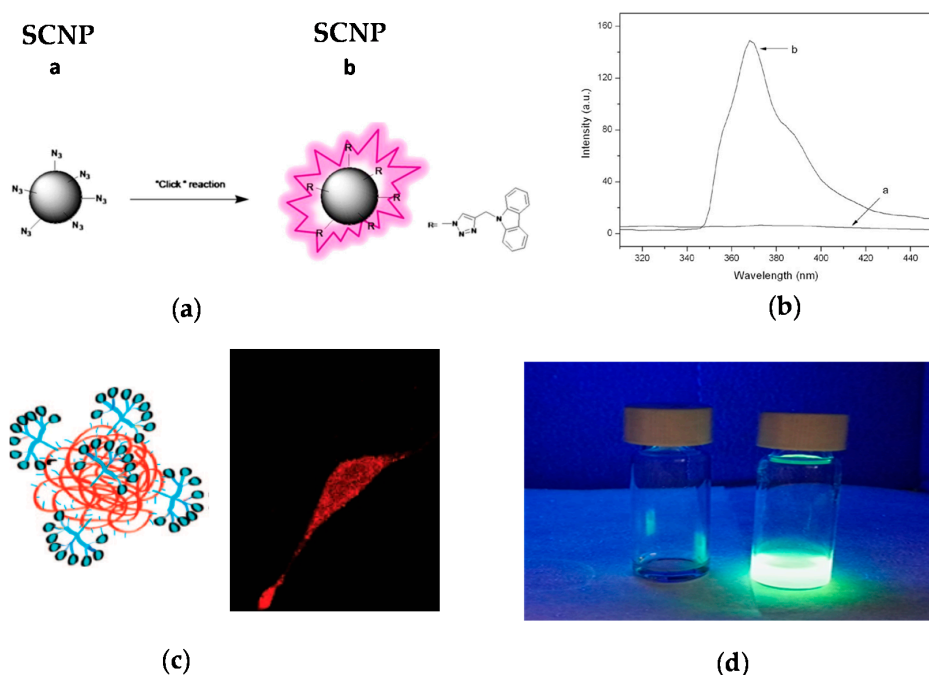 SCNP
a
SCNP
b
N3
N3
N3
N3
N3
N3
"Click" reaction
R
R
R
R
R
R
R=
N
N
N
N
(a)
160
120
80
40
0
Intensity (a.u.)
320
340
360
380
400
420
440
Wavelength (nm)
b
a
(b)
(c)
(d)